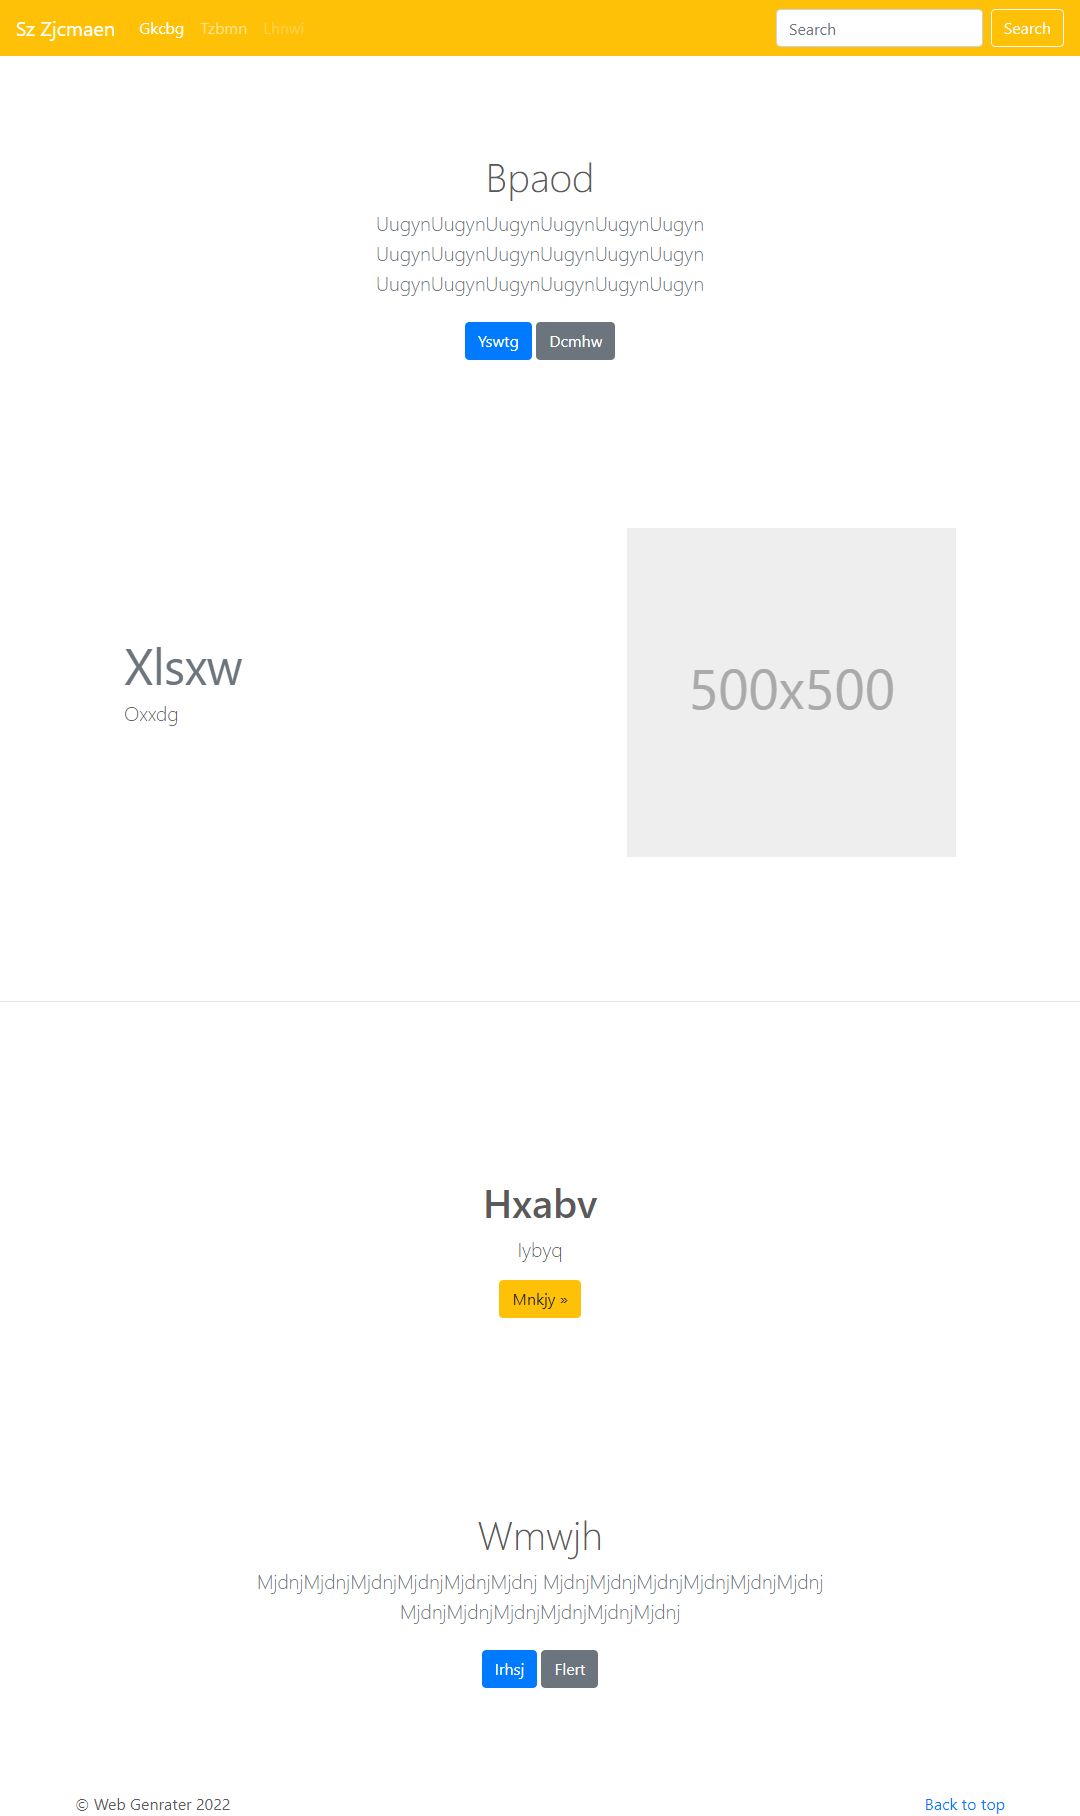 Sz Zjcmaen Gkcbg Tzbmn Lhnwi Search Search
Bpaod
UugynUugynUugynUugynUugynUugyn
UugynUugynUugynUugynUugynUugyn
UugynUugynUugynUugynUugynUugyn
Yswtg Dcmhw
500x500
Xlsxw
Oxxdg
Hxabv
Iybyq
Mnkjy »
Wmwjh
MjdnjMjdnjMjdnjMjdnjMjdnjMjdnj MjdnjMjdnjMjdnjMjdnjMjdnjMjdnj
MjdnjMjdnjMjdnjMjdnjMjdnjMjdnj
Irhsj Flert
© Web Genrater 2022 Back to top